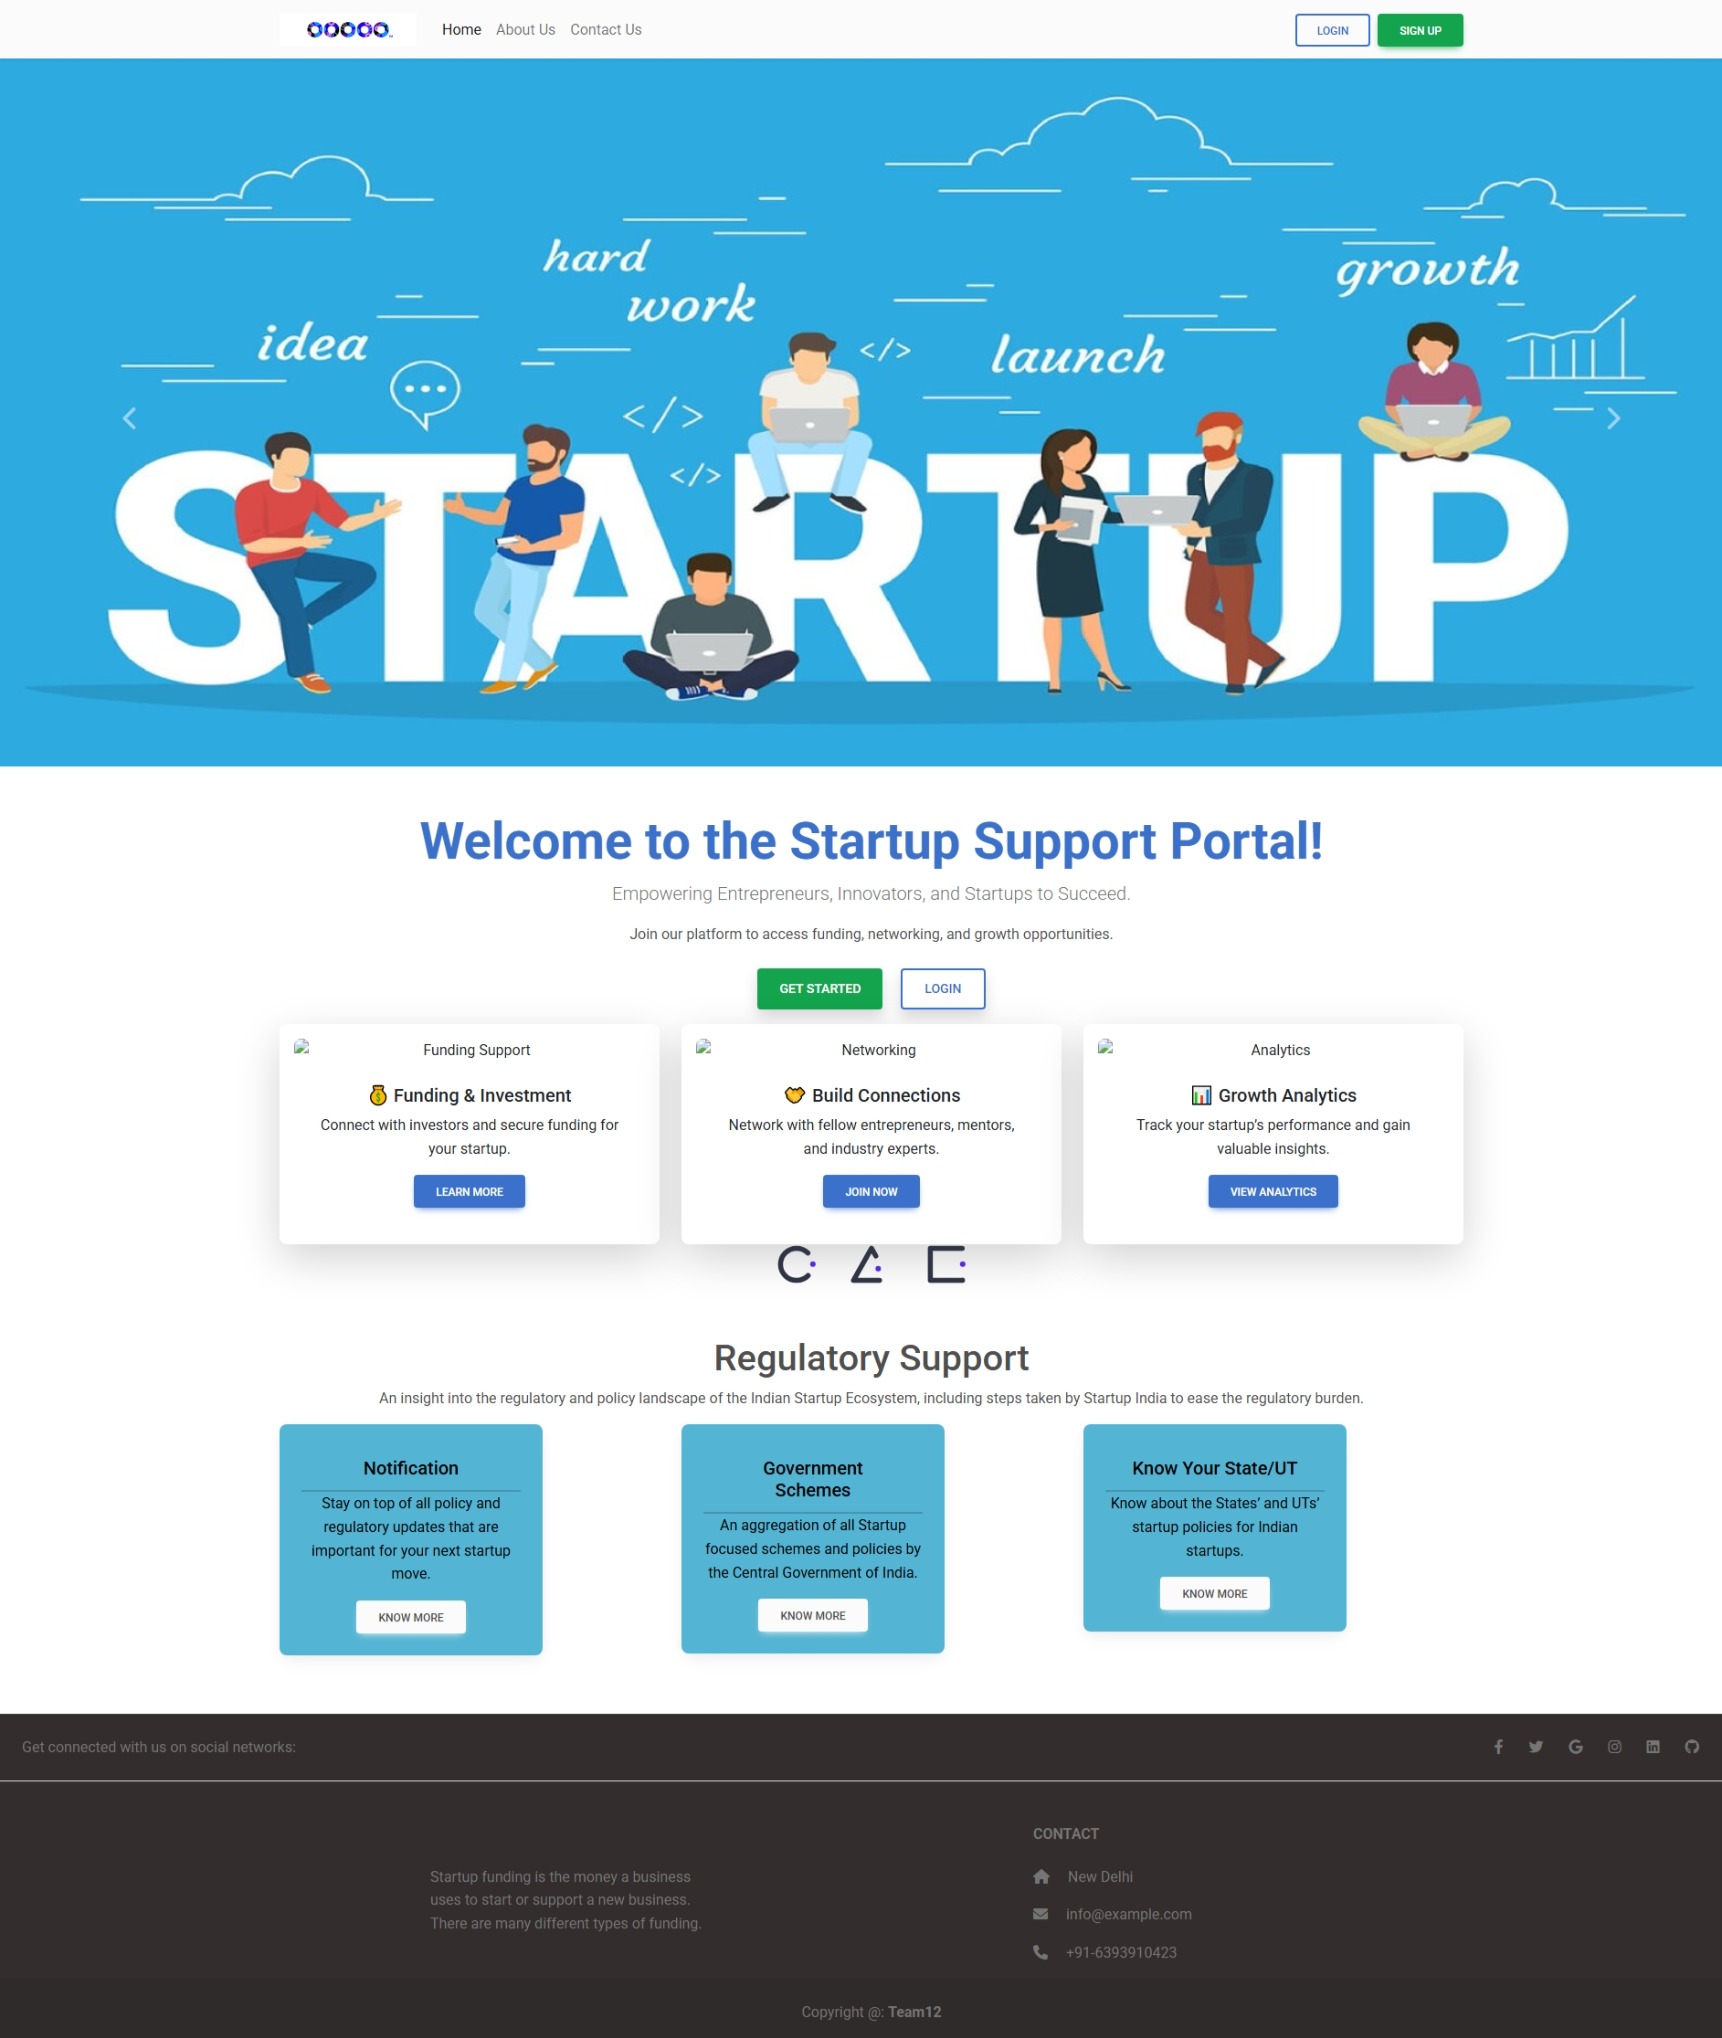 Home About Us Contact Us LOGIN SIGN UP
hard
work
growth
idea
launch
</>
</>
</>
STARTUP
Welcome to the Startup Support Portal!
Empowering Entrepreneurs, Innovators, and Startups to Succeed.
Join our platform to access funding, networking, and growth opportunities.
GET STARTED LOGIN
Funding Support
💰 Funding & Investment
Connect with investors and secure funding for
your startup.
LEARN MORE
Networking
🤝 Build Connections
Network with fellow entrepreneurs, mentors,
and industry experts.
JOIN NOW
Analytics
📊 Growth Analytics
Track your startup’s performance and gain
valuable insights.
VIEW ANALYTICS
Regulatory Support
An insight into the regulatory and policy landscape of the Indian Startup Ecosystem, including steps taken by Startup India to ease the regulatory burden.
Notification
Stay on top of all policy and
regulatory updates that are
important for your next startup
move.
KNOW MORE
Government
Schemes
An aggregation of all Startup
focused schemes and policies by
the Central Government of India.
KNOW MORE
Know Your State/UT
Know about the States’ and UTs’
startup policies for Indian
startups.
KNOW MORE
Get connected with us on social networks:
Startup funding is the money a business
uses to start or support a new business.
There are many different types of funding.
CONTACT
New Delhi
info@example.com
+91-6393910423
Copyright @: Team12